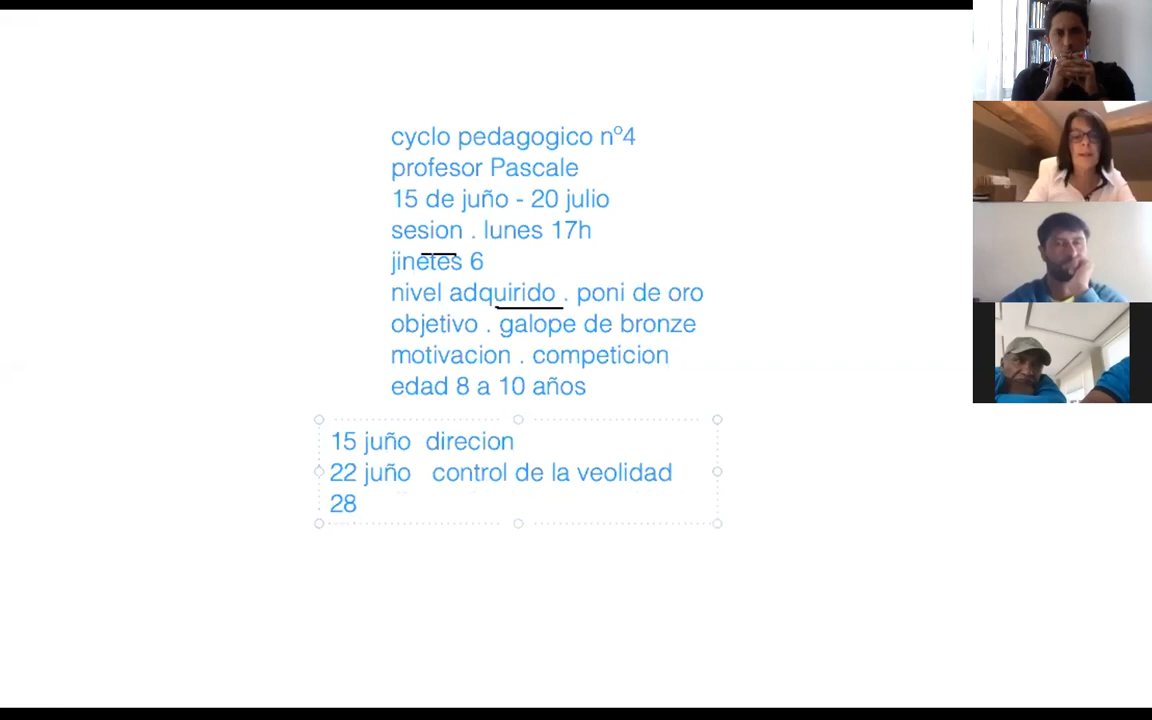 cyclo pedagogico nº4
profesor Pascale
15 de juño - 20 julio
sesion . lunes 17h
jinetes 6
nivel adquirido . poni de oro
objetivo . galope de bronze
motivacion . competicion
edad 8 a 10 años
15 juño direcion
22 juño control de la veolidad
28